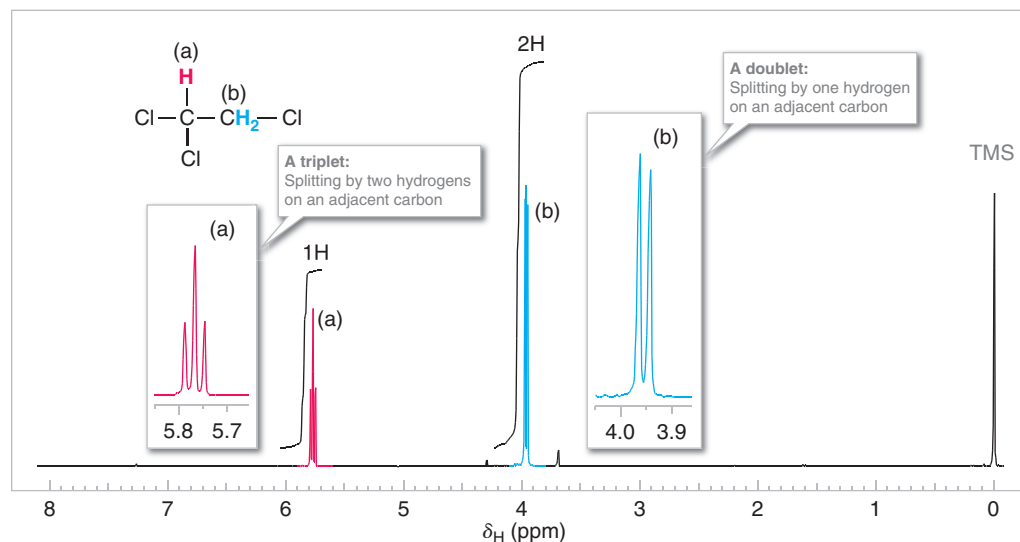 (a)
H
(b)
Cl C CH2 Cl
Cl
A triplet:
Splitting by two hydrogens
on an adjacent carbon
(a)
5.8 5.7
1H
(a)
2H
(b)
A doublet:
Splitting by one hydrogen
on an adjacent carbon
(b)
4.0 3.9
TMS
8 7 6 5 4 3 2 1 0
δH (ppm)